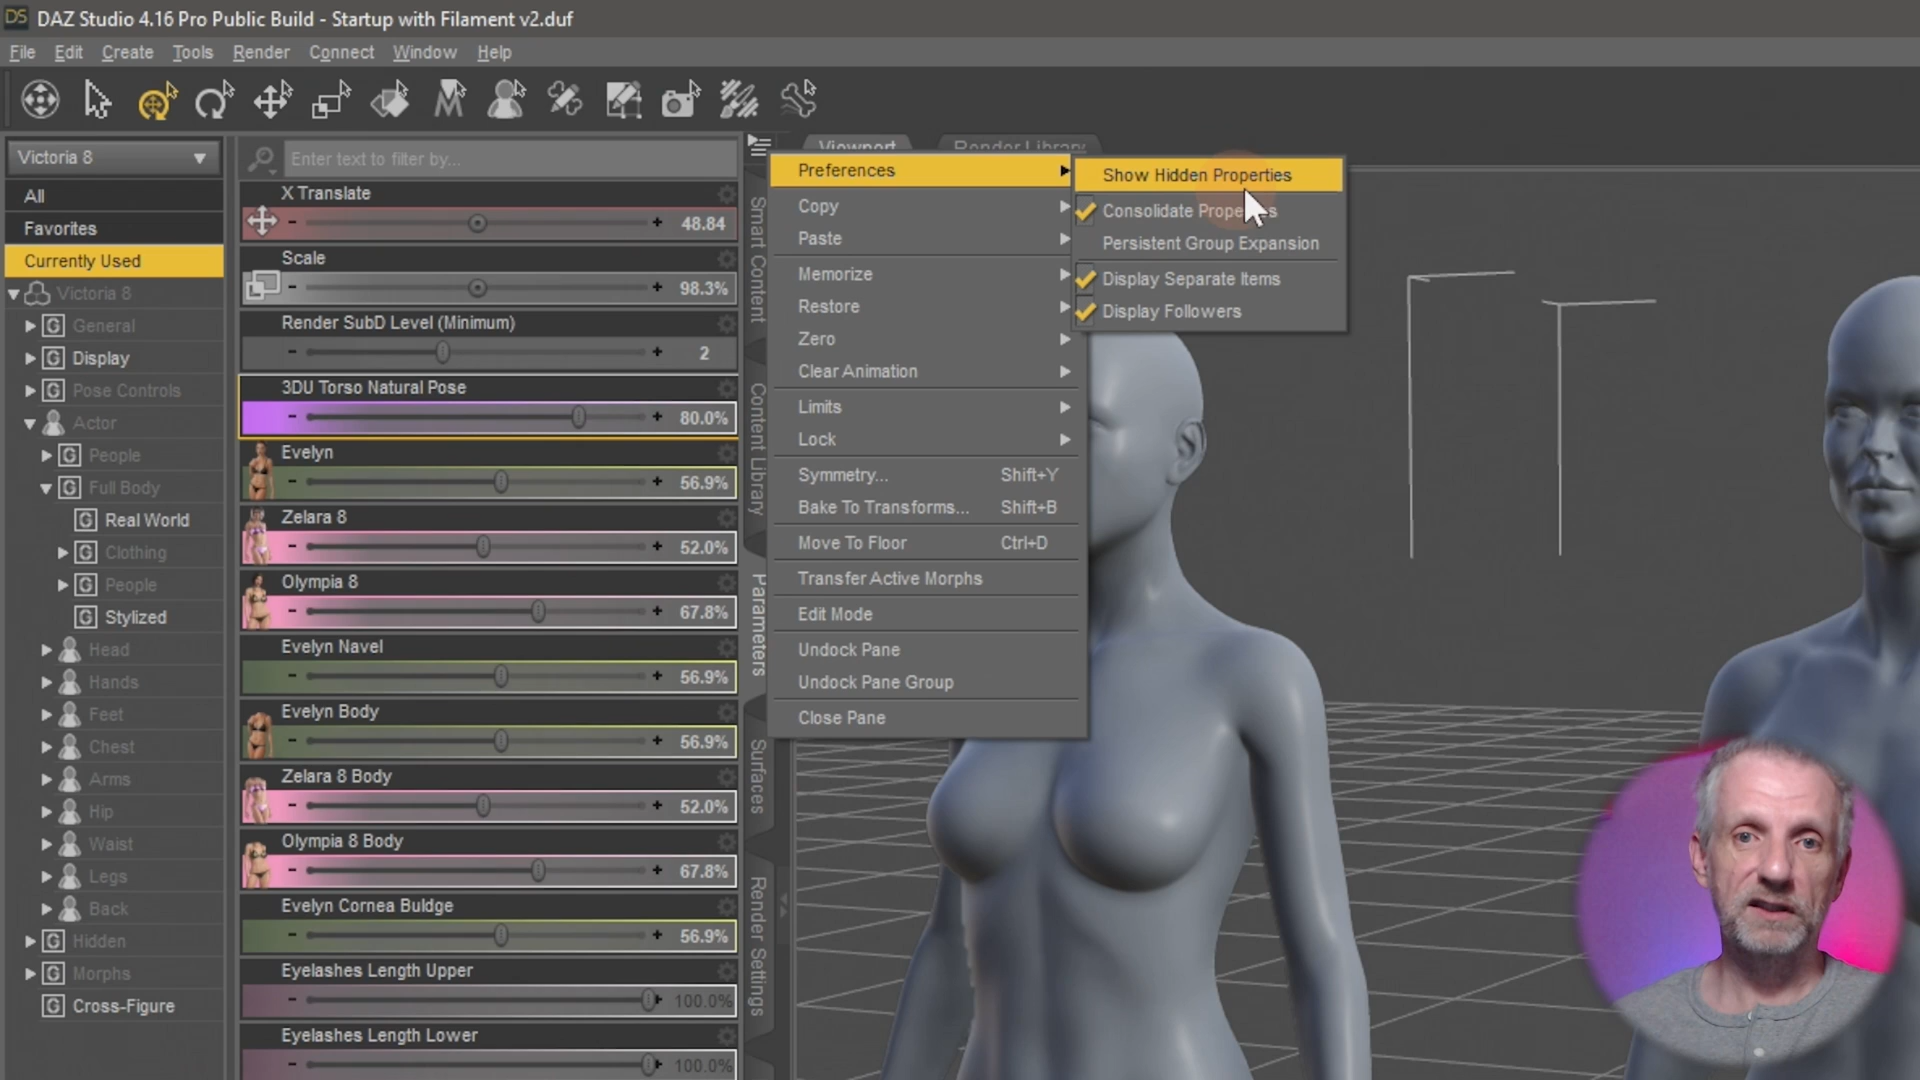 DS DAZ Studio 4.16 Pro Public Build - Startup with Filament v2.duf
File Edit Create Tools Render Connect Window Help
Victoria 8
All
Favorites
Currently Used
Victoria 8
General
Display
Pose Controls
Actor
People
Full Body
Real World
Clothing
People
Stylized
Head
Hands
Feet
Chest
Arms
Hip
Waist
Legs
Back
Hidden
Morphs
Cross-Figure
Enter text to filter by...
X Translate
48.84
Scale
98.3%
Render SubD Level (Minimum)
2
3DU Torso Natural Pose
80.0%
Evelyn
56.9%
Zelara 8
52.0%
Olympia 8
67.8%
Evelyn Navel
56.9%
Evelyn Body
56.9%
Zelara 8 Body
52.0%
Olympia 8 Body
67.8%
Evelyn Cornea Buldge
56.9%
Eyelashes Length Upper
100.0%
Eyelashes Length Lower
100.0%
Smart Content
Content Library
Parameters
Surfaces
Render Settings
Viewport
Render Library
Preferences
Copy
Paste
Memorize
Restore
Zero
Clear Animation
Limits
Lock
Symmetry... Shift+Y
Bake To Transforms... Shift+B
Move To Floor Ctrl+D
Transfer Active Morphs
Edit Mode
Undock Pane
Undock Pane Group
Close Pane
Show Hidden Properties
Consolidate Properties
Persistent Group Expansion
Display Separate Items
Display Followers